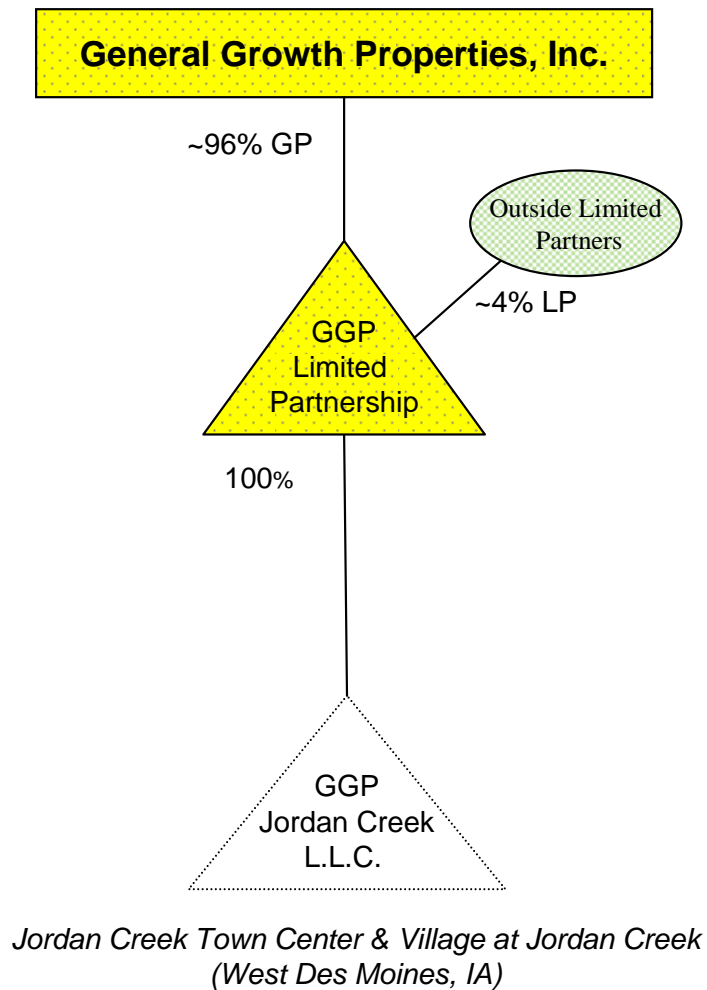 General Growth Properties, Inc.
~96% GP
Outside Limited
Partners
~4% LP
GGP
Limited
Partnership
100%
GGP
Jordan Creek
L.L.C.
Jordan Creek Town Center & Village at Jordan Creek
(West Des Moines, IA)